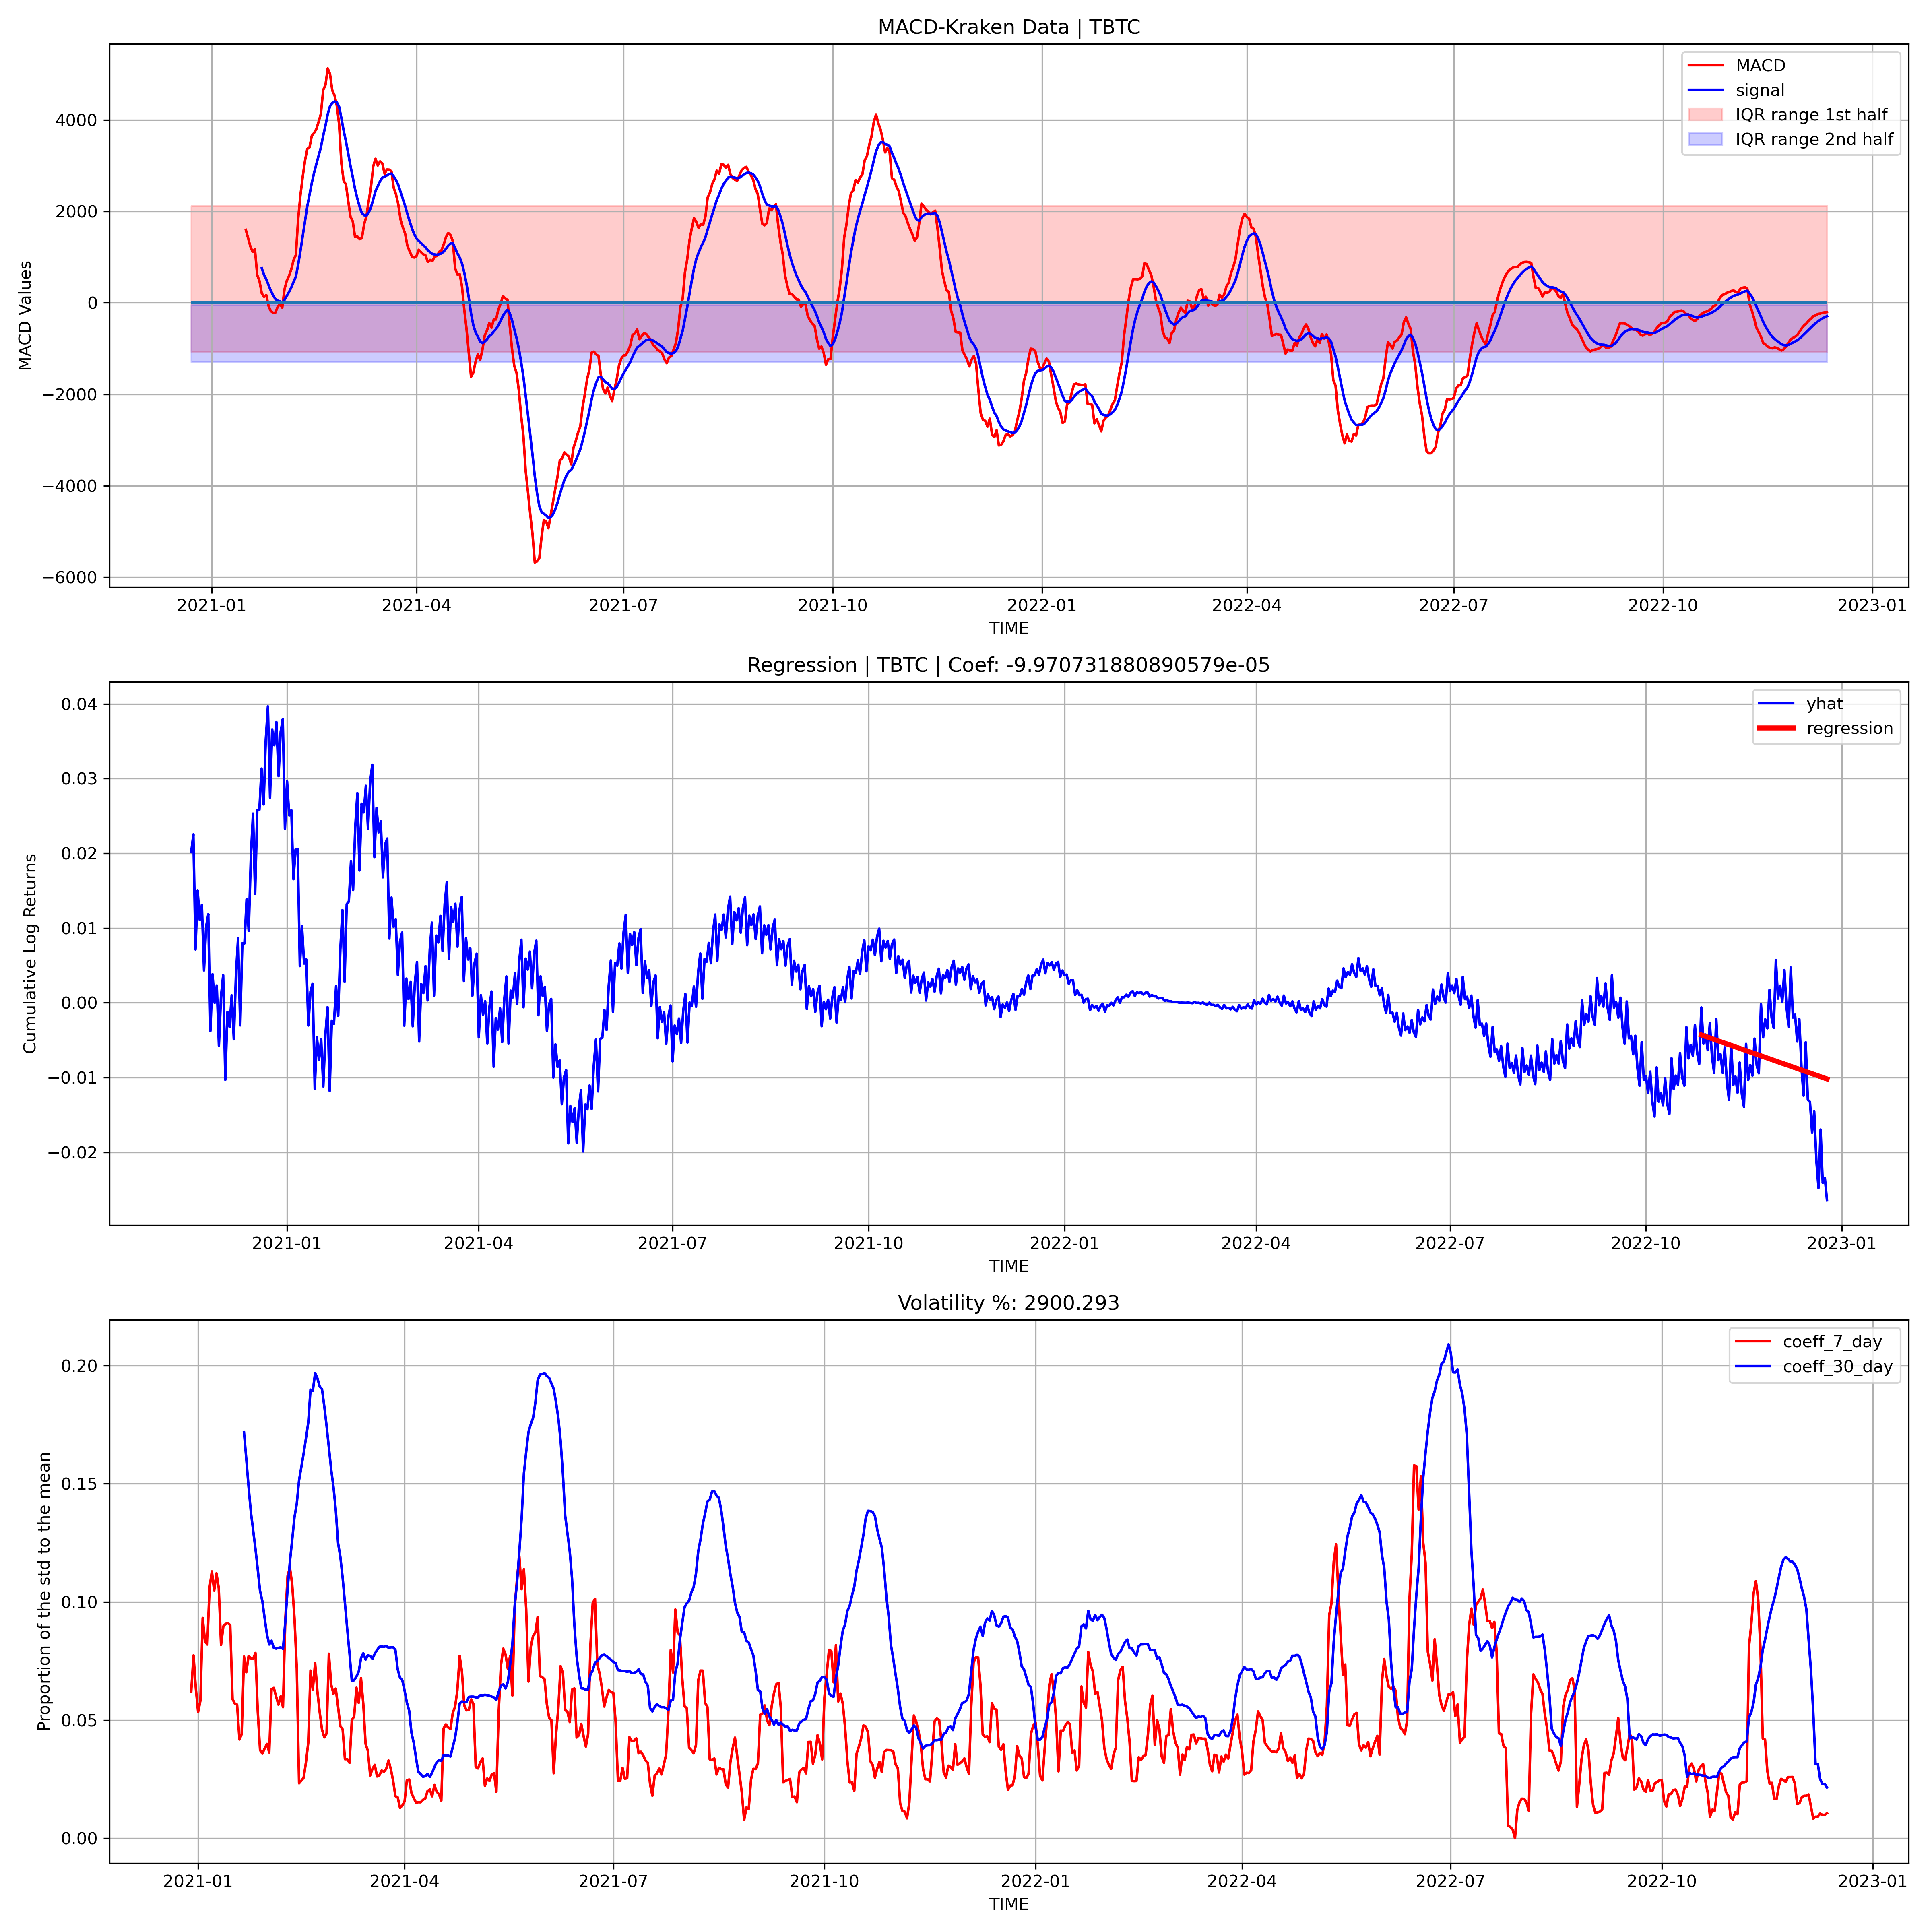 MACD-Kraken Data | TBTC
MACD
signal
IQR range 1st half
IQR range 2nd half
MACD Values
4000
2000
0
−2000
−4000
−6000
2021-01 2021-04 2021-07 2021-10 2022-01 2022-04 2022-07 2022-10 2023-01
TIME
Regression | TBTC | Coef: -9.970731880890579e-05
yhat
regression
Cumulative Log Returns
0.04
0.03
0.02
0.01
0.00
−0.01
−0.02
2021-01 2021-04 2021-07 2021-10 2022-01 2022-04 2022-07 2022-10 2023-01
TIME
Volatility %: 2900.293
coeff_7_day
coeff_30_day
Proportion of the std to the mean
0.20
0.15
0.10
0.05
0.00
2021-01 2021-04 2021-07 2021-10 2022-01 2022-04 2022-07 2022-10 2023-01
TIME